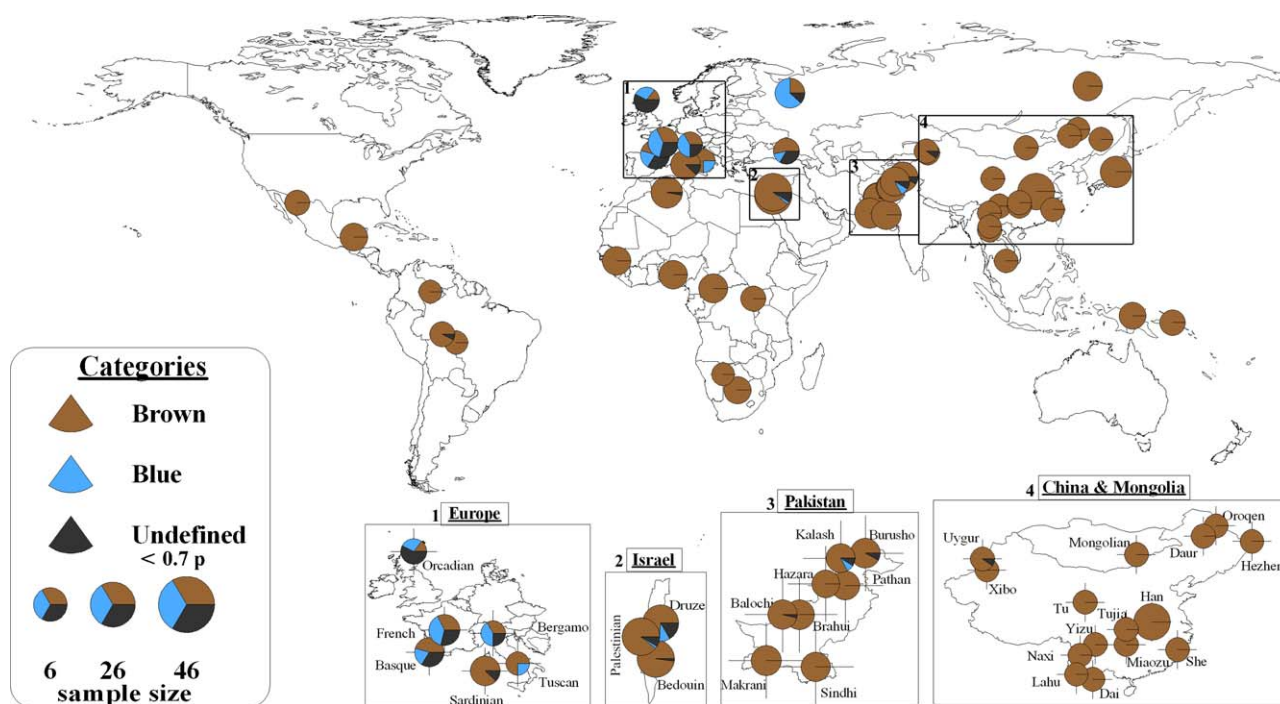 1
2
3
4
Categories
Brown
Blue
Undefined
< 0.7 p
6 26 46
sample size
1 Europe
Orcadian
French
Basque
Bergamo
Tuscan
Sardinian
2 Israel
Druze
Palestinian
Bedouin
3 Pakistan
Kalash
Burusho
Hazara
Pathan
Balochi
Brahui
Makrani
Sindhi
4 China & Mongolia
Oroqen
Uygur
Mongolian
Daur
Hezhen
Xibo
Han
Tu
Tujia
Yizu
Naxi
Miaozu
She
Lahu
Dai